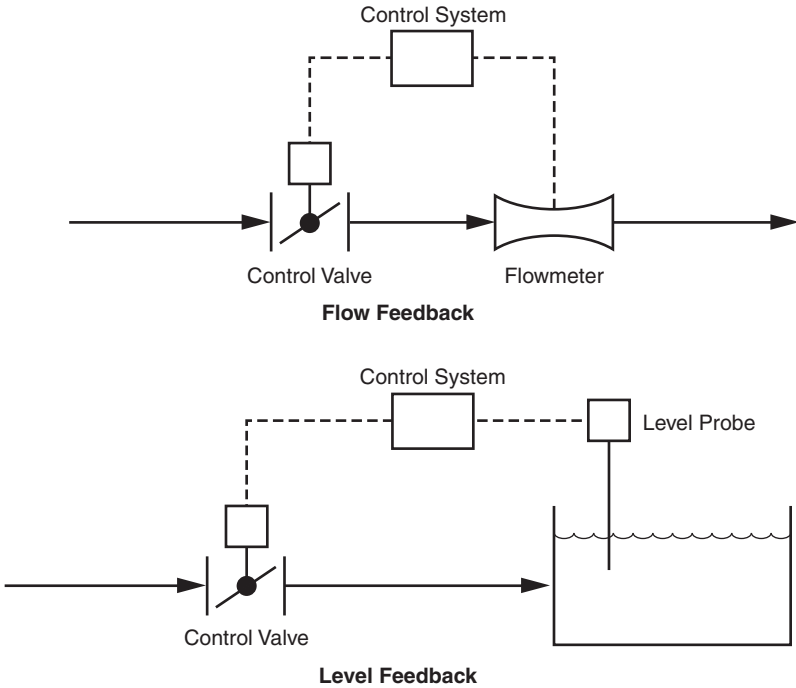 Control System
Control Valve
Flowmeter
Flow Feedback
Control System
Level Probe
Control Valve
Level Feedback